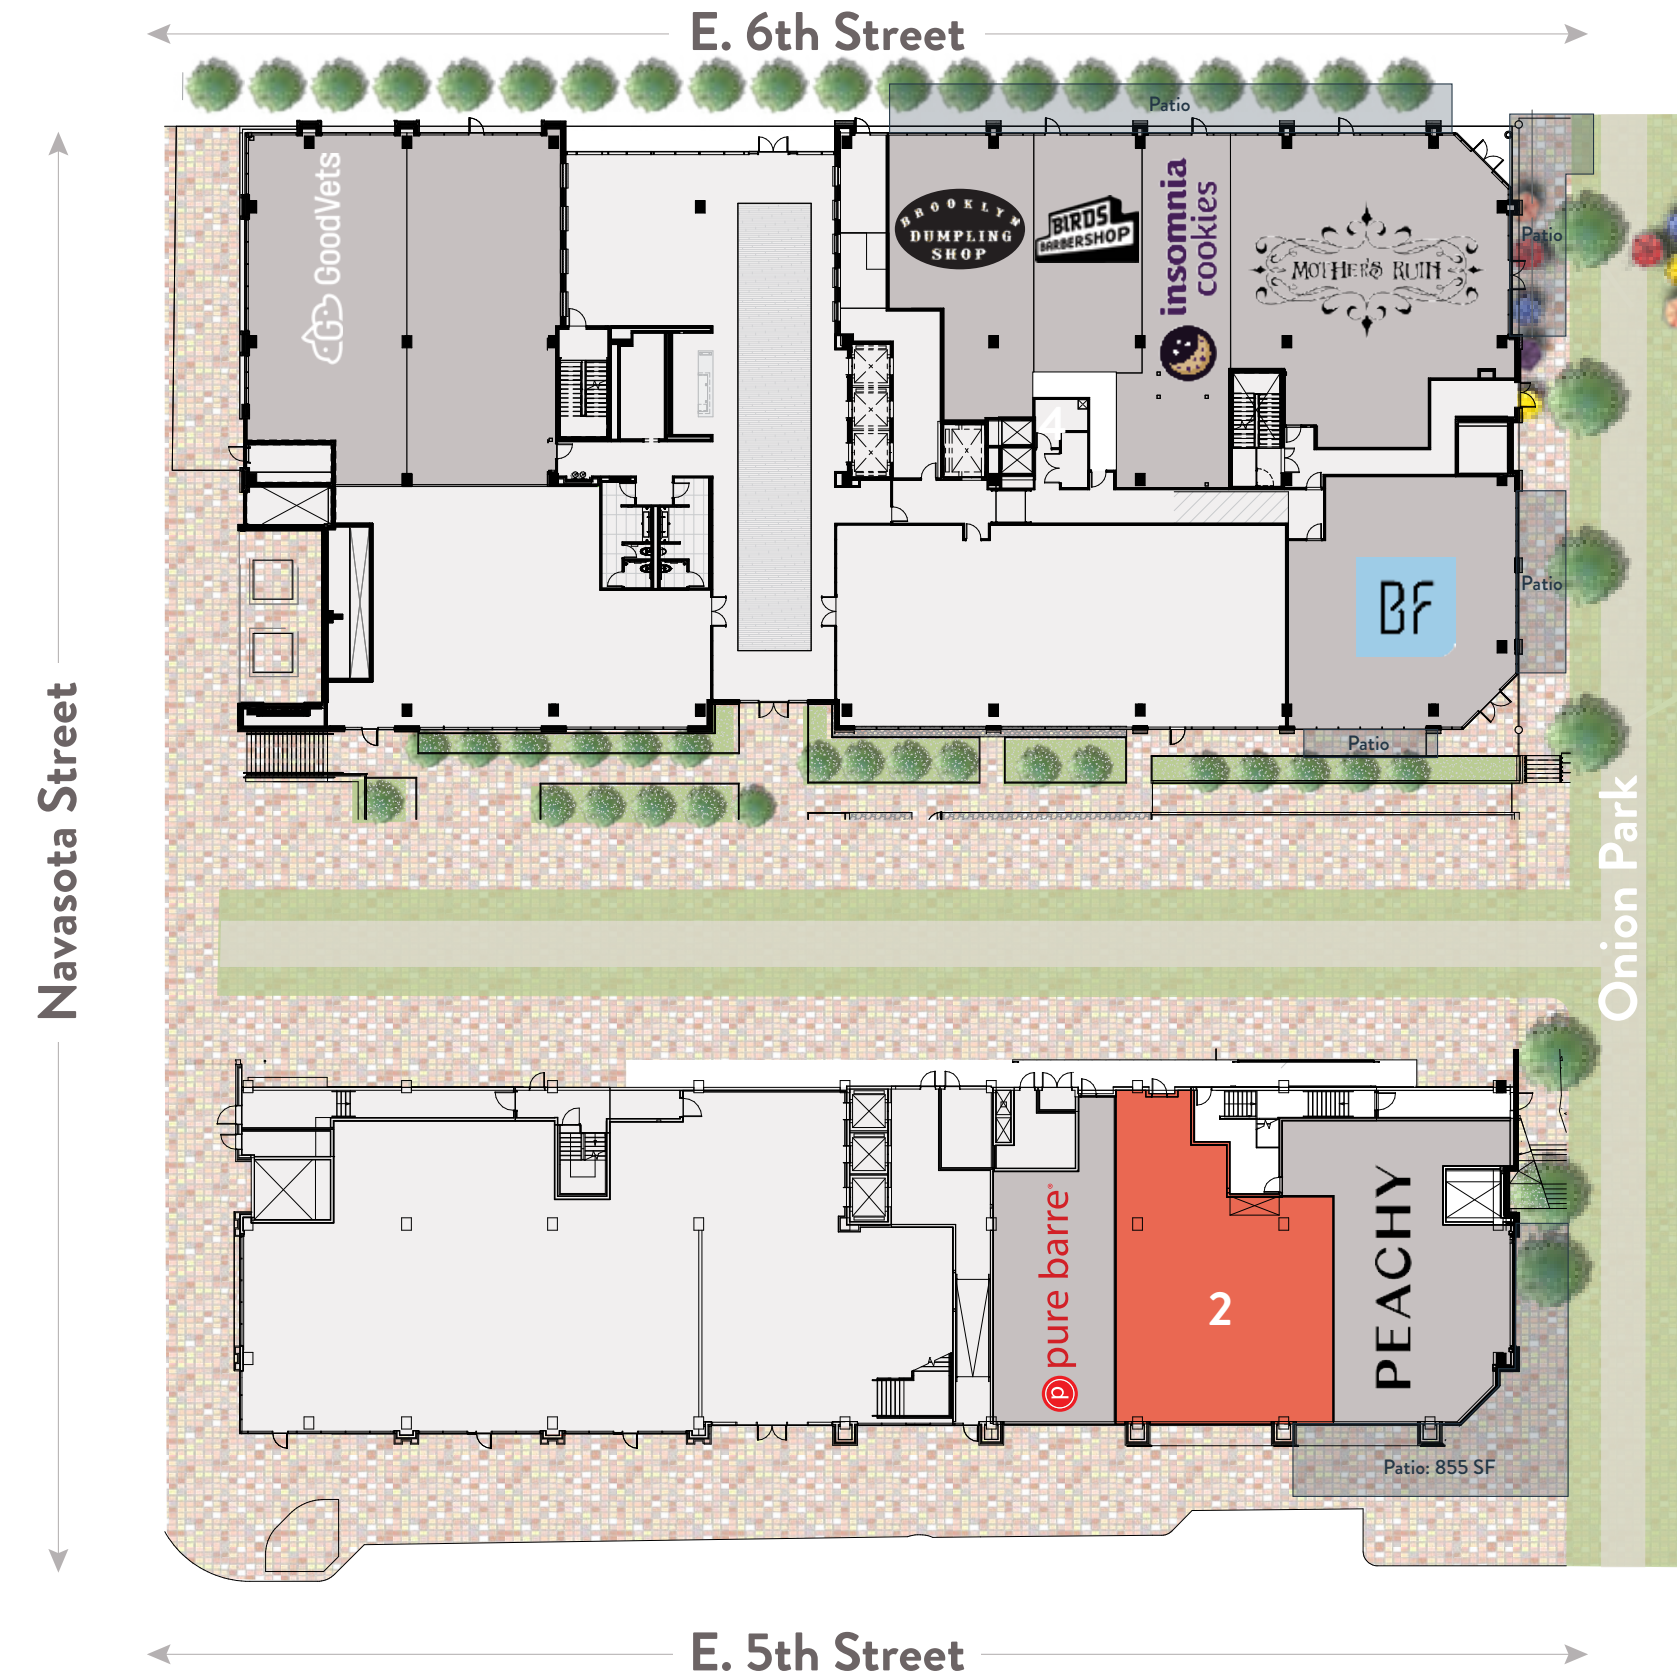 E. 6th Street
Patio
GoodVets
BROOKLYN
DUMPLING
SHOP
BIRDS
BARBERSHOP
insomnia
cookies
MOTHER'S RUIN
Patio
4
BF
Patio
Patio
Navasota Street
Onion Park
pure barre®
p
2
PEACHY
Patio: 855 SF
E. 5th Street